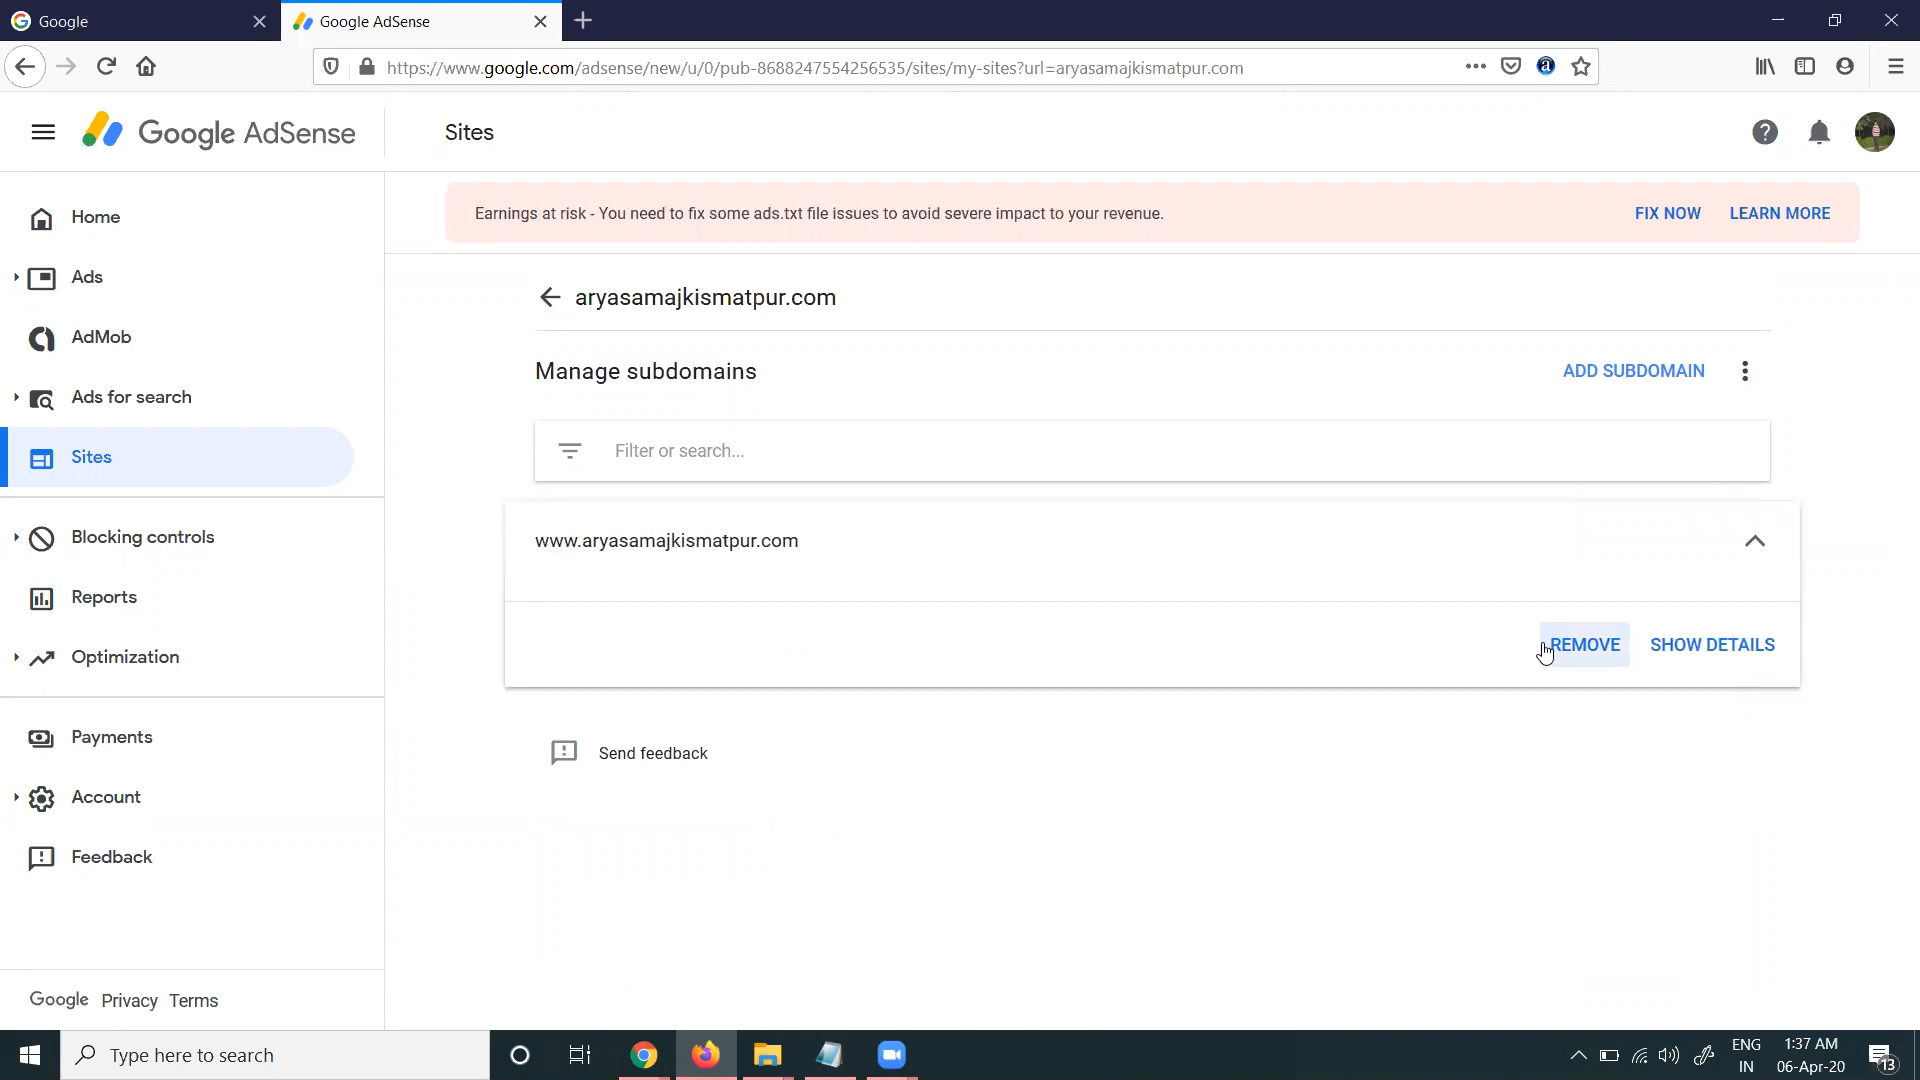 Google
Google AdSense
https://www.google.com/adsense/new/u/0/pub-8688247554256535/sites/my-sites?url=aryasamajkismatpur.com
Google AdSense
Sites
Home
Ads
AdMob
Ads for search
Sites
Blocking controls
Reports
Optimization
Payments
Account
Feedback
Google Privacy Terms
Earnings at risk - You need to fix some ads.txt file issues to avoid severe impact to your revenue.
FIX NOW
LEARN MORE
aryasamajkismatpur.com
Manage subdomains
ADD SUBDOMAIN
Filter or search...
www.aryasamajkismatpur.com
REMOVE
SHOW DETAILS
Send feedback
Type here to search
ENG
IN
1:37 AM
06-Apr-20
13